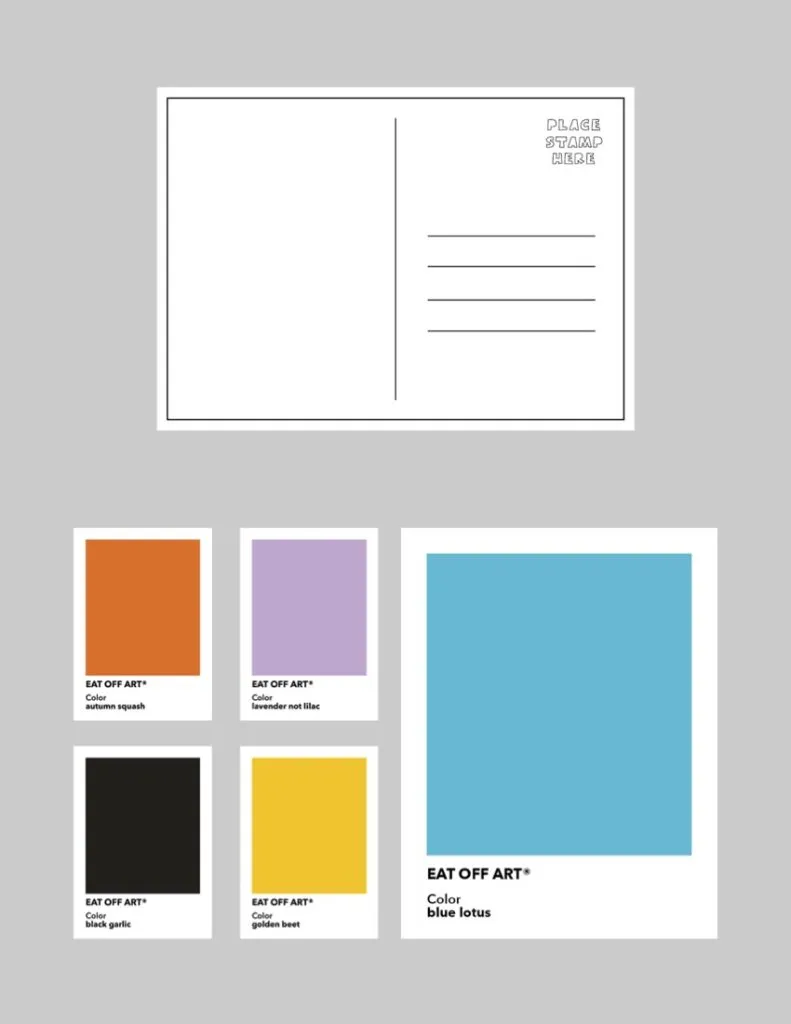 PLACE
STAMP
HERE
EAT OFF ART®
Color
autumn squash
EAT OFF ART®
Color
lavender not lilac
EAT OFF ART®
Color
black garlic
EAT OFF ART®
Color
golden beet
EAT OFF ART®
Color
blue lotus